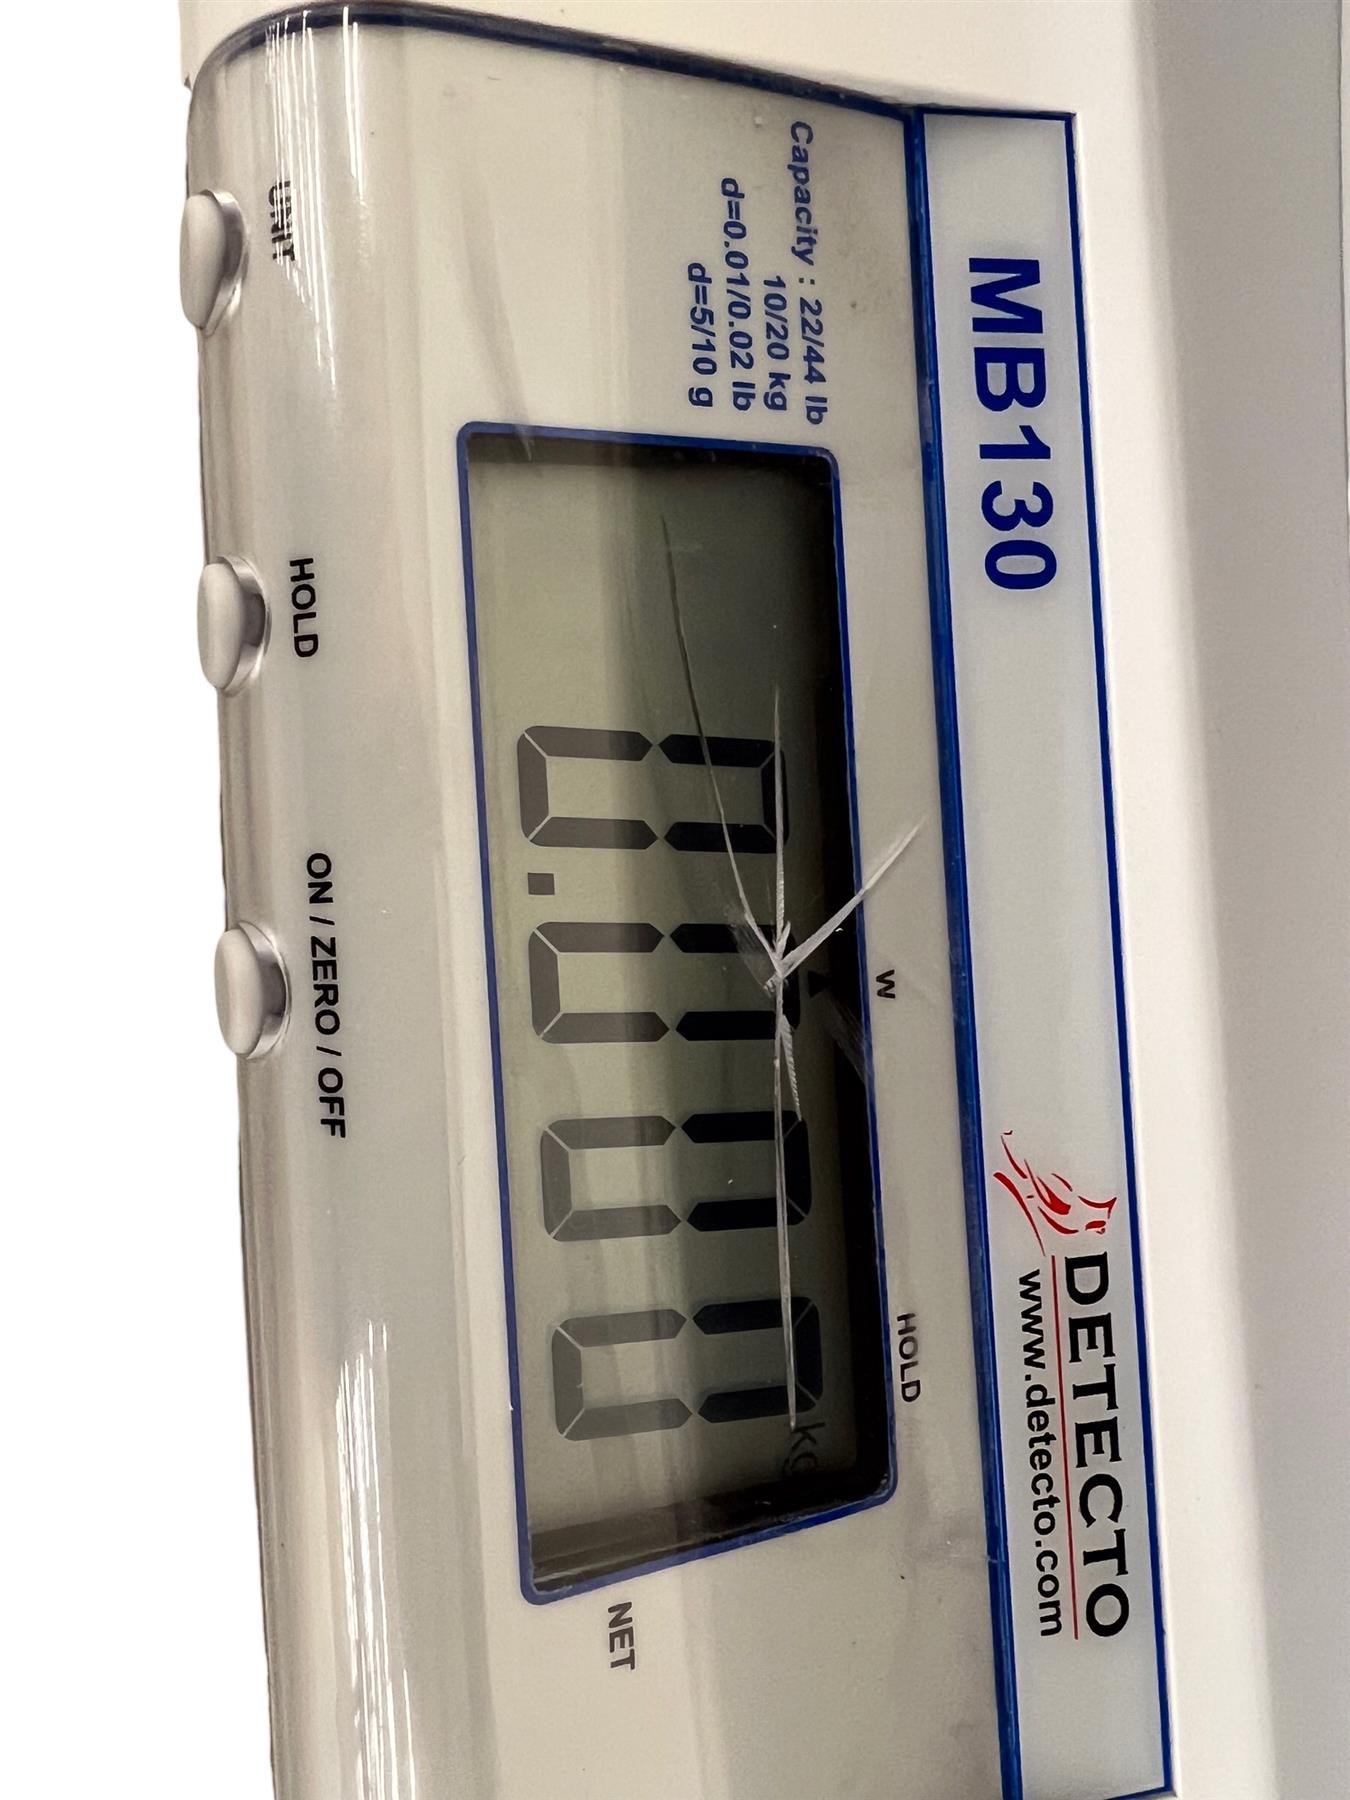 MB130
DETECTO
www.detecto.com
Capacity : 22/44 lb
10/20 kg
d=0.01/0.02 lb
d=5/10 g
W
HOLD
0.000 kg
NET
UNIT
HOLD
ON / ZERO / OFF